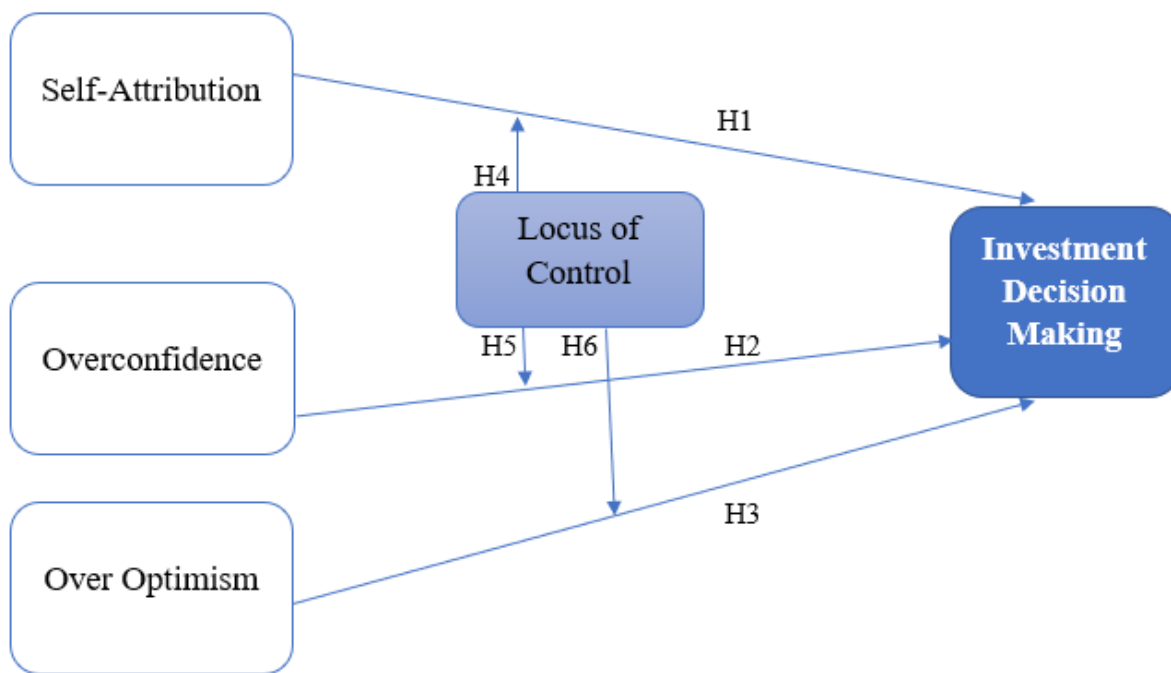 Self-Attribution
H1
H4
Locus of
Control
Investment
Decision
Making
H5
H6
H2
Overconfidence
H3
Over Optimism